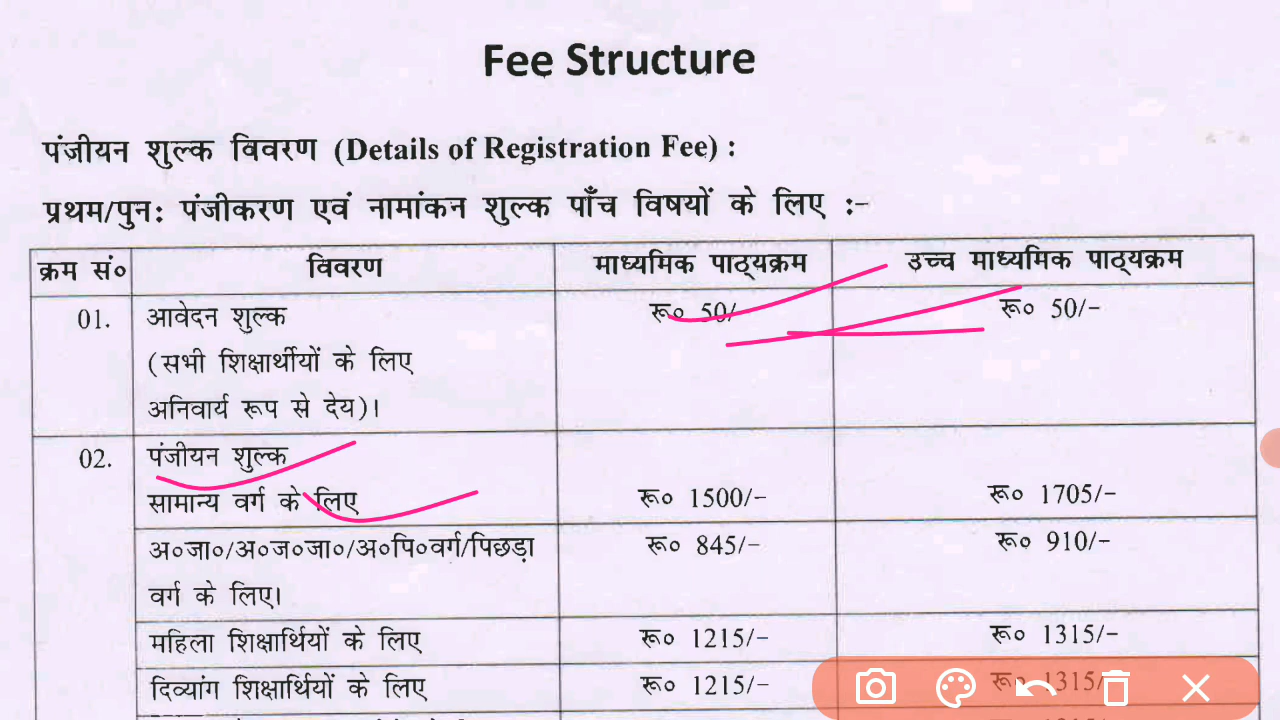 Fee Structure
पंजीयन शुल्क विवरण (Details of Registration Fee) :
प्रथम/पुनः पंजीकरण एवं नामांकन शुल्क पाँच विषयों के लिए :-
क्रम सं० विवरण माध्यमिक पाठ्यक्रम उच्च माध्यमिक पाठ्यक्रम
01. आवेदन शुल्क रू० 50/- रू० 50/-
(सभी शिक्षार्थीयों के लिए
अनिवार्य रूप से देय)।
02. पंजीयन शुल्क
सामान्य वर्ग के लिए रू० 1500/- रू० 1705/-
अ०जा०/अ०ज०जा०/अ०पि०वर्ग/पिछड़ा रू० 845/- रू० 910/-
वर्ग के लिए।
महिला शिक्षार्थियों के लिए रू० 1215/- रू० 1315/-
दिव्यांग शिक्षार्थियों के लिए रू० 1215/- रू० 1315/-